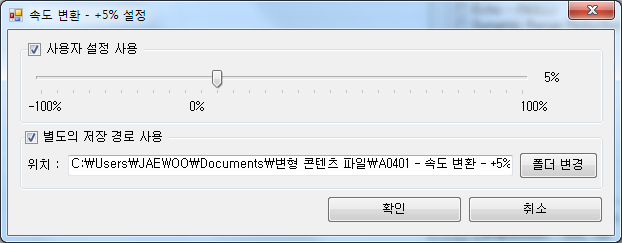 속도 변환 - +5% 설정
사용자 설정 사용
5%
-100% 0% 100%
별도의 저장 경로 사용
위치 : C:₩Users₩JAEWOO₩Documents₩변형 콘텐츠 파일₩A0401 - 속도 변환 - +5% 폴더 변경
확인 취소